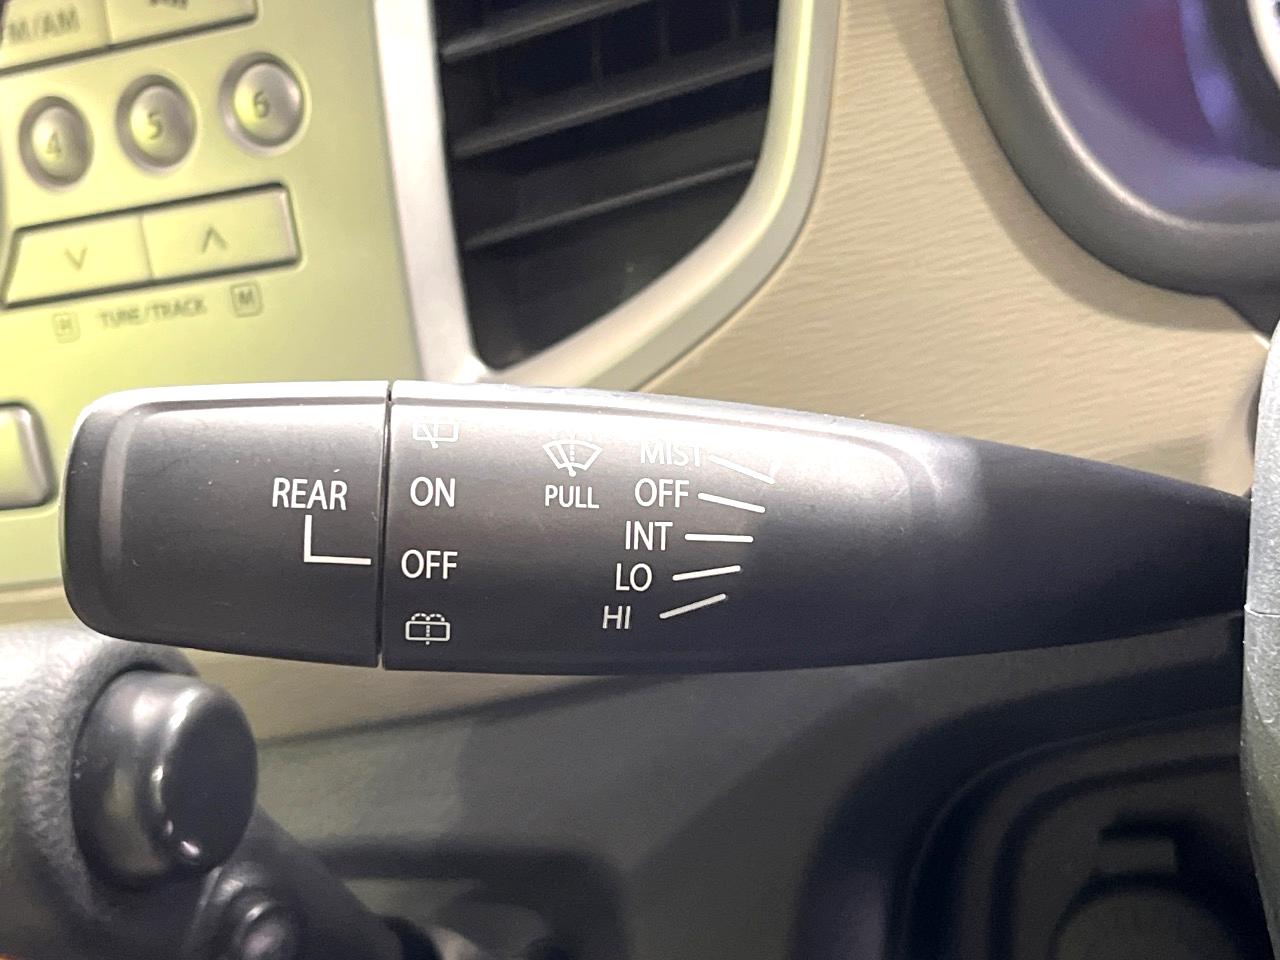 FM/AM
4 5 6
TUNE/TRACK
REAR
ON
OFF
PULL
MIST
OFF
INT
LO
HI